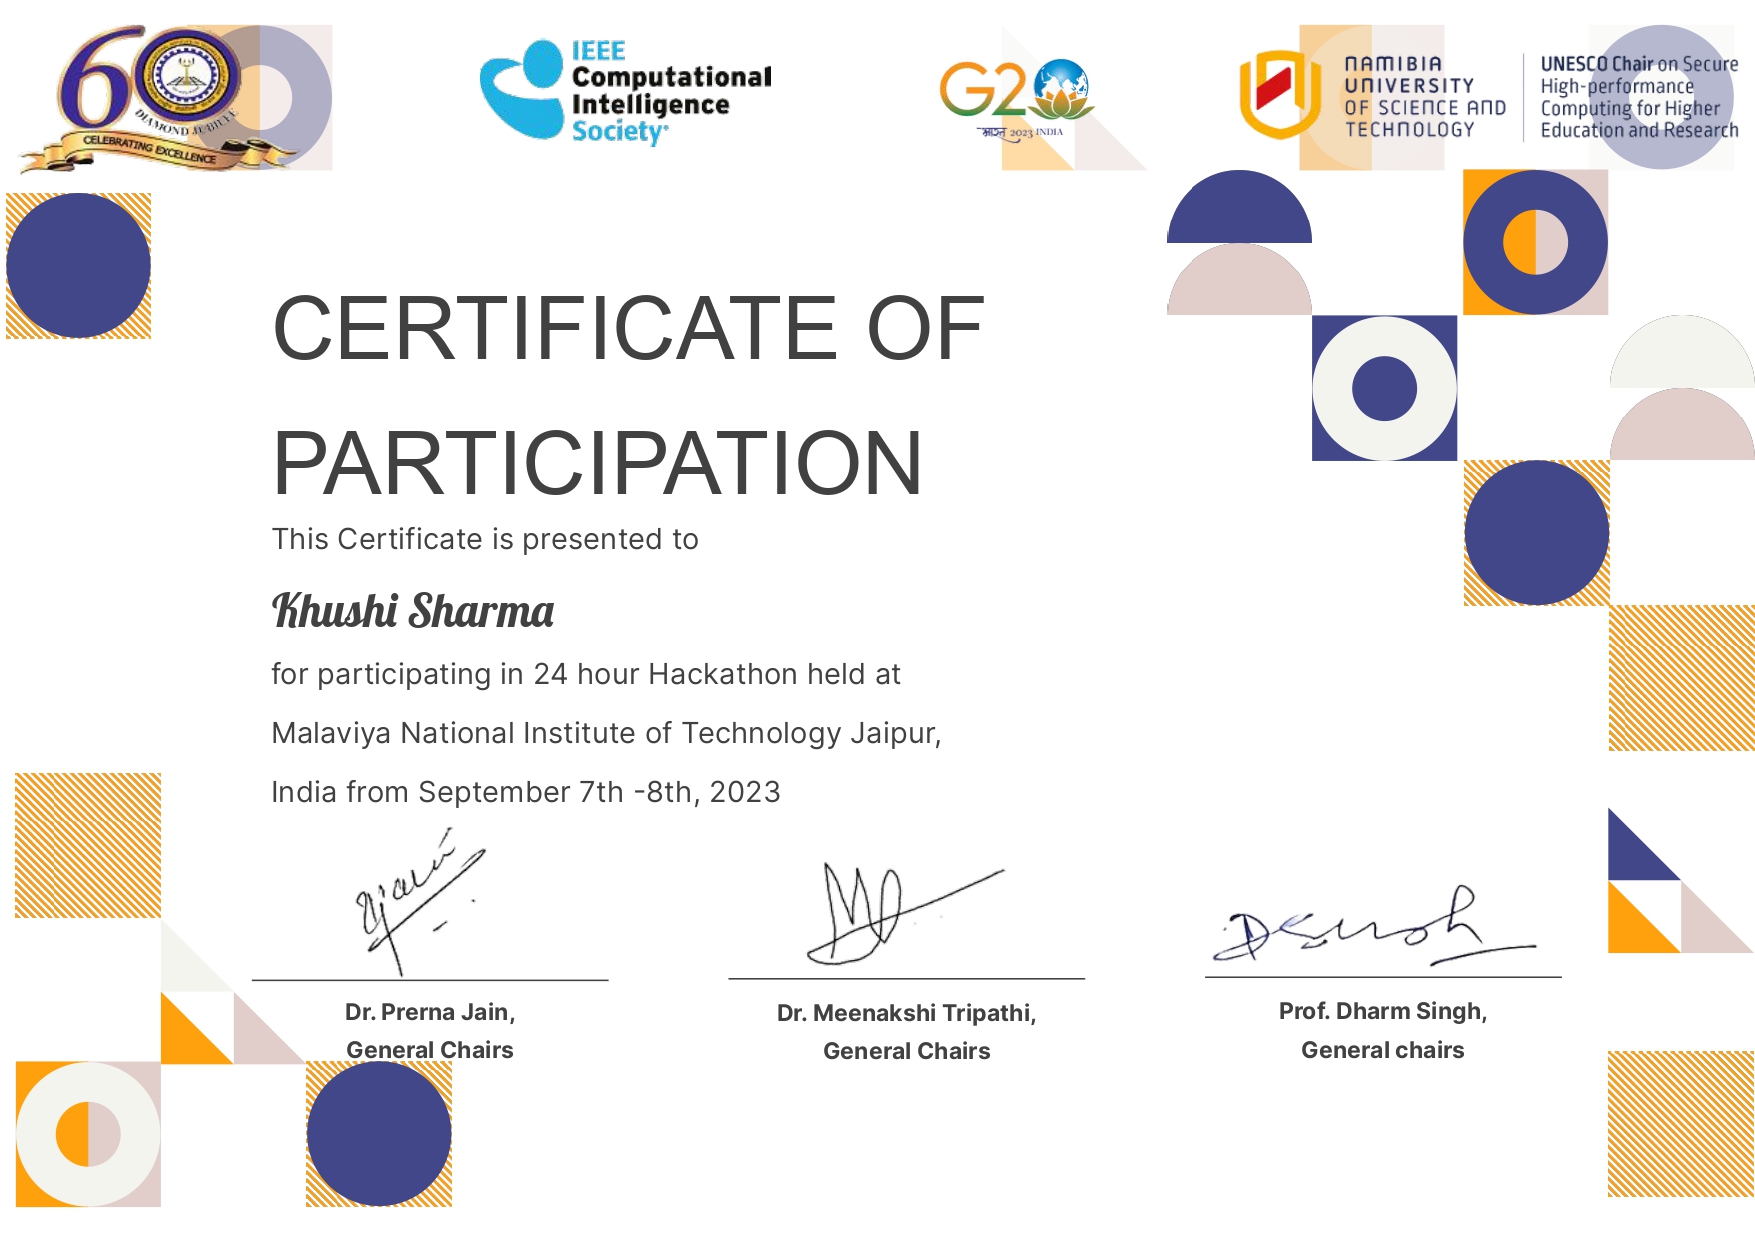 60
DIAMOND JUBILEE
CELEBRATING EXCELLENCE
IEEE
Computational
Intelligence
Society
G20
भारत 2023 INDIA
NAMIBIA
UNIVERSITY
OF SCIENCE AND
TECHNOLOGY
UNESCO Chair on Secure
High-performance
Computing for Higher
Education and Research
CERTIFICATE OF
PARTICIPATION
This Certificate is presented to
Khushi Sharma
for participating in 24 hour Hackathon held at
Malaviya National Institute of Technology Jaipur,
India from September 7th -8th, 2023
Dr. Prerna Jain,
General Chairs
Dr. Meenakshi Tripathi,
General Chairs
Prof. Dharm Singh,
General chairs